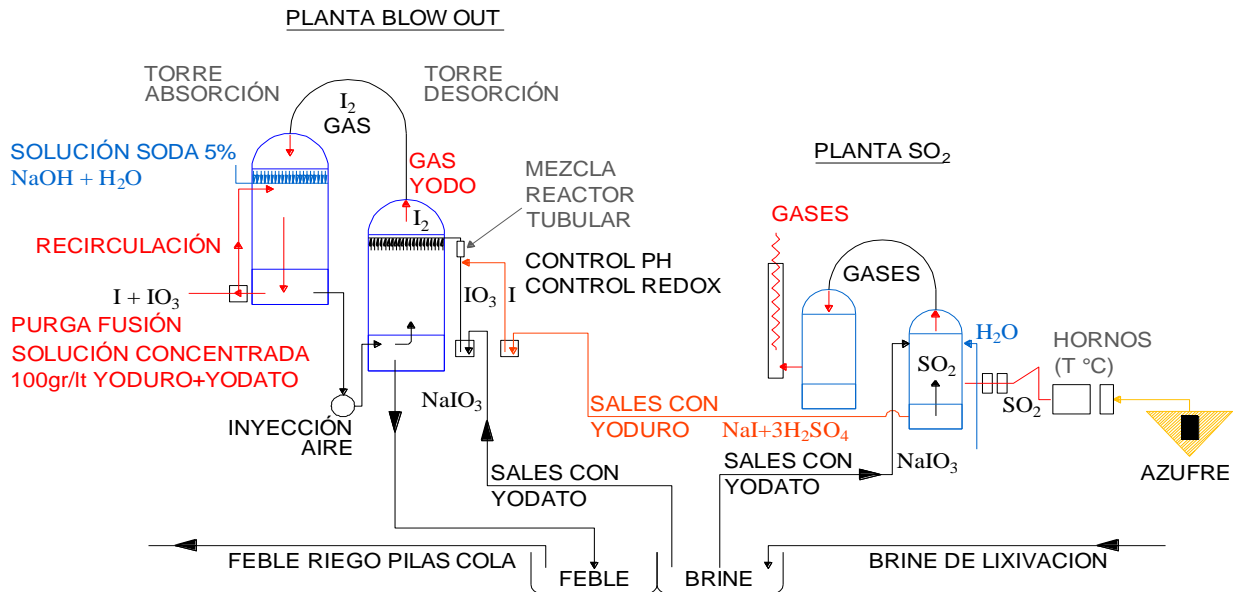 PLANTA BLOW OUT
TORRE
ABSORCIÓN
TORRE
DESORCIÓN
I₂
GAS
SOLUCIÓN SODA 5%
NaOH + H₂O
GAS
YODO
I₂
MEZCLA
REACTOR
TUBULAR
RECIRCULACIÓN
CONTROL PH
CONTROL REDOX
IO₃
I
I + IO₃
PURGA FUSIÓN
SOLUCIÓN CONCENTRADA
100gr/lt YODURO+YODATO
INYECCIÓN
AIRE
NaIO₃
SALES CON
YODATO
SALES CON
YODURO
NaI+3H₂SO₄
PLANTA SO₂
GASES
GASES
H₂O
SO₂
HORNOS
(T °C)
SO₂
AZUFRE
SALES CON
YODATO
NaIO₃
FEBLE RIEGO PILAS COLA
FEBLE
BRINE
BRINE DE LIXIVACION